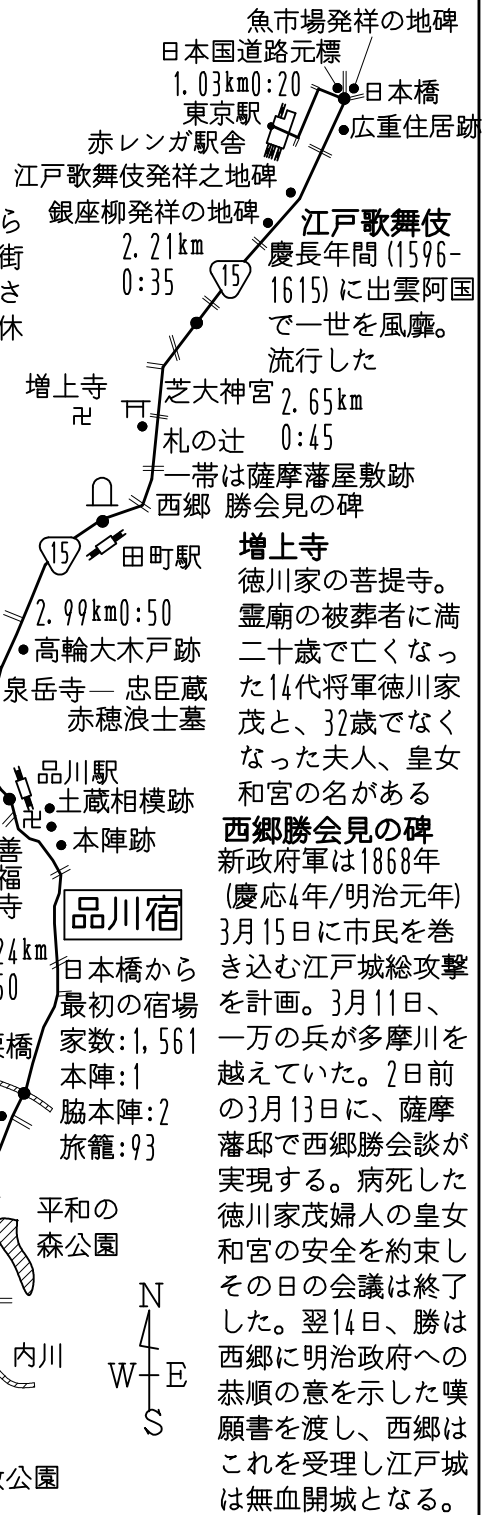 魚市場発祥の地碑
日本国道路元標
1.03km0:20
日本橋
東京駅
広重住居跡
赤レンガ駅舎
江戸歌舞伎発祥之地碑
銀座柳発祥の地碑
ら
街
さ
休
2.21km
0:35
15
江戸歌舞伎
慶長年間(1596-
1615)に出雲阿国
で一世を風靡。
流行した
増上寺
卍
芝大神宮
2.65km
0:45
札の辻
一帯は薩摩藩屋敷跡
西郷 勝会見の碑
15
田町駅
増上寺
徳川家の菩提寺。
霊廟の被葬者に満
二十歳で亡くなっ
た14代将軍徳川家
茂と、32歳でなく
なった夫人、皇女
和宮の名がある
2.99km0:50
高輪大木戸跡
泉岳寺― 忠臣蔵
赤穂浪士墓
品川駅
土蔵相模跡
卍
本陣跡
善
福
寺
24km
50
品川宿
日本橋から
最初の宿場
家数:1,561
本陣:1
脇本陣:2
旅籠:93
橋
平和の
森公園
内川
N
W E
S
公園
西郷勝会見の碑
新政府軍は1868年
(慶応4年/明治元年)
3月15日に市民を巻
き込む江戸城総攻撃
を計画。3月11日、
一万の兵が多摩川を
越えていた。2日前
の3月13日に、薩摩
藩邸で西郷勝会談が
実現する。病死した
徳川家茂婦人の皇女
和宮の安全を約束し
その日の会議は終了
した。翌14日、勝は
西郷に明治政府への
恭順の意を示した嘆
願書を渡し、西郷は
これを受理し江戸城
は無血開城となる。